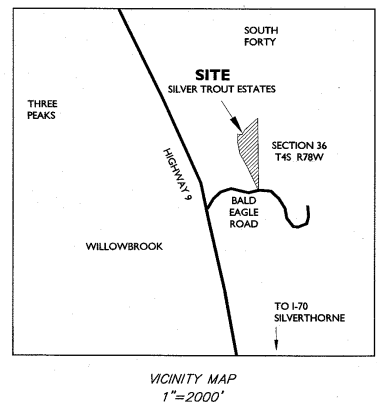 SOUTH
FORTY
SITE
SILVER TROUT ESTATES
THREE
PEAKS
SECTION 36
T4S R78W
HIGHWAY 9
BALD
EAGLE
ROAD
WILLOWBROOK
TO I-70
SILVERTHORNE
VICINITY MAP
1"=2000'